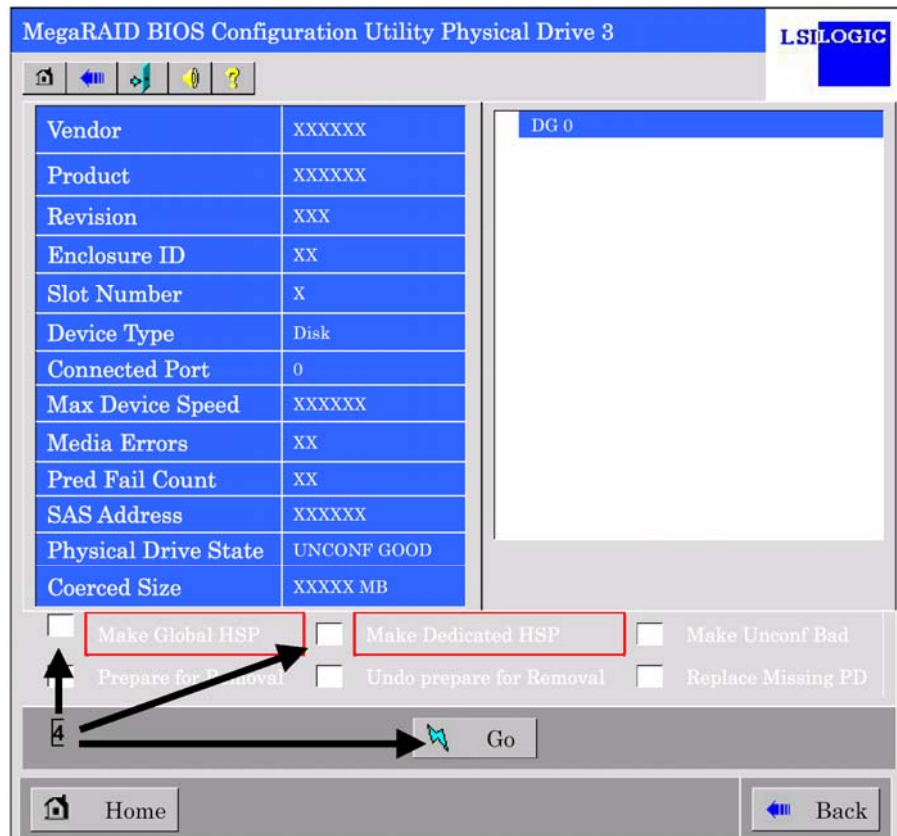 MegaRAID BIOS Configuration Utility Physical Drive 3
LSILOGIC
Vendor XXXXXX
Product XXXXXX
Revision XXX
Enclosure ID XX
Slot Number X
Device Type Disk
Connected Port 0
Max Device Speed XXXXXX
Media Errors XX
Pred Fail Count XX
SAS Address XXXXXX
Physical Drive State UNCONF GOOD
Coerced Size XXXXX MB
DG 0
Make Global HSP Make Dedicated HSP Make Unconf Bad
Prepare for Removal Undo prepare for Removal Replace Missing PD
4
Go
Home Back